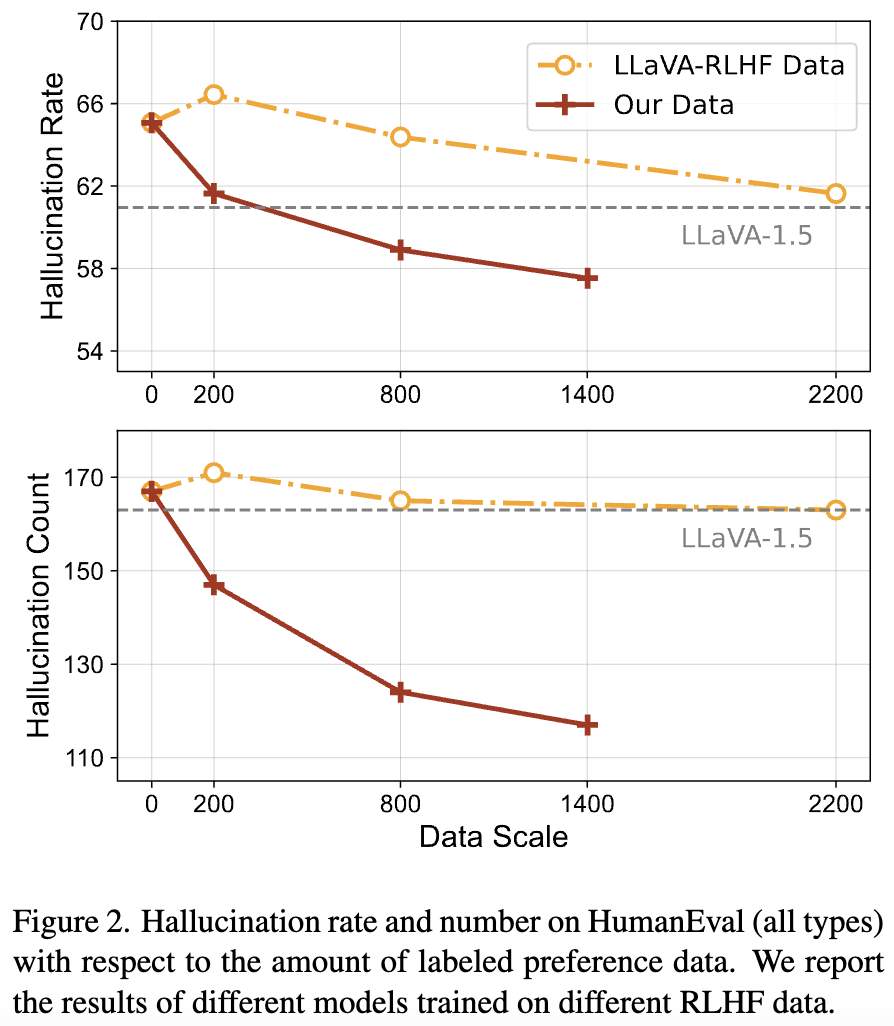 70
66
62
58
54
Hallucination Rate
LLaVA-RLHF Data
Our Data
LLaVA-1.5
0 200 800 1400 2200
170
150
130
110
Hallucination Count
LLaVA-1.5
0 200 800 1400 2200
Data Scale
Figure 2. Hallucination rate and number on HumanEval (all types)
with respect to the amount of labeled preference data. We report
the results of different models trained on different RLHF data.